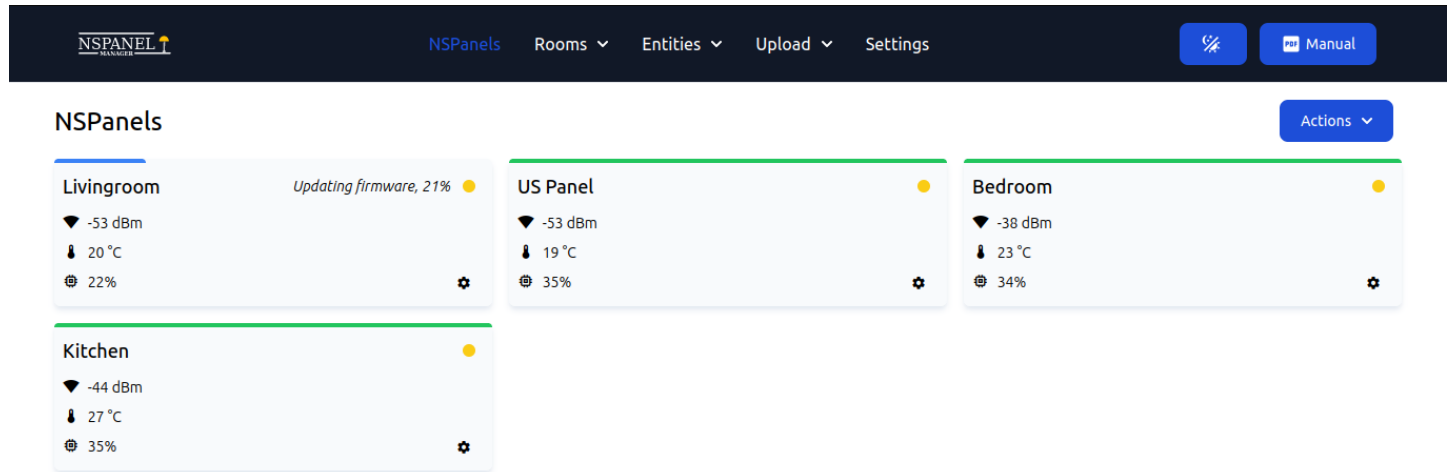 NSPANEL
MANAGER
NSPanels
Rooms
Entities
Upload
Settings
PDF Manual
NSPanels
Actions
Livingroom
Updating firmware, 21%
-53 dBm
20 °C
22%
US Panel
-53 dBm
19 °C
35%
Bedroom
-38 dBm
23 °C
34%
Kitchen
-44 dBm
27 °C
35%